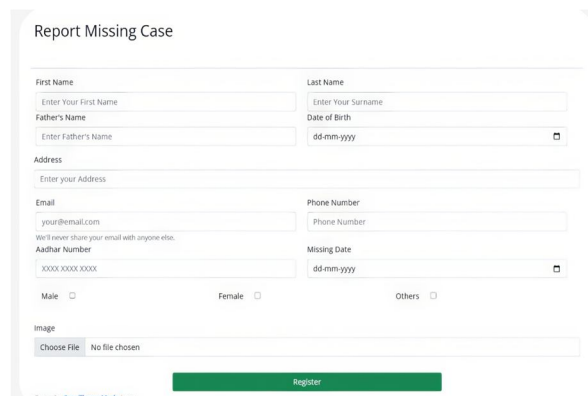 Report Missing Case
First Name Last Name
Enter Your First Name Enter Your Surname
Father's Name Date of Birth
Enter Father's Name dd-mm-yyyy
Address
Enter your Address
Email Phone Number
your@email.com Phone Number
We'll never share your email with anyone else.
Aadhar Number Missing Date
XXXX XXXX XXXX dd-mm-yyyy
Male Female Others
Image
Choose File No file chosen
Register